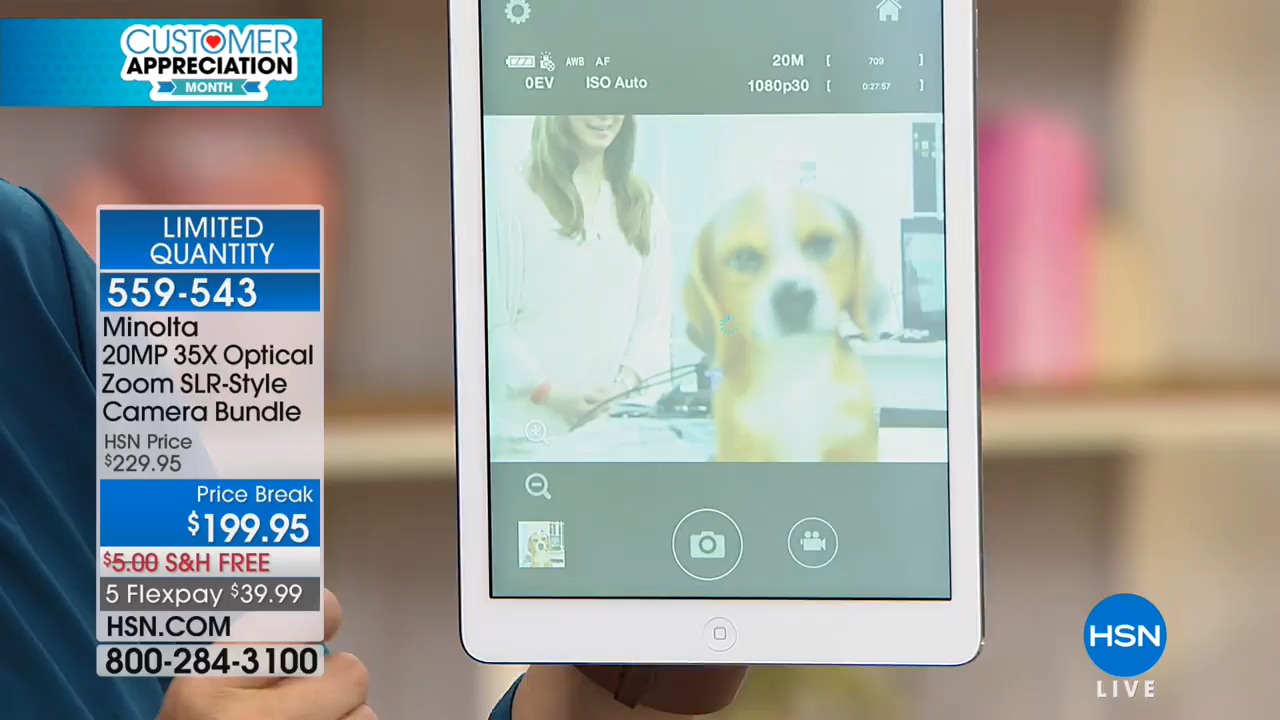 CUSTOMER
APPRECIATION
MONTH
LIMITED
QUANTITY
559-543
Minolta
20MP 35X Optical
Zoom SLR-Style
Camera Bundle
HSN Price
$229.95
Price Break
$199.95
$5.00 S&H FREE
5 Flexpay $39.99
HSN.COM
800-284-3100
AWB AF 20M [ 709 ]
0EV ISO Auto 1080p30 [ 0:27:57 ]
HSN
LIVE